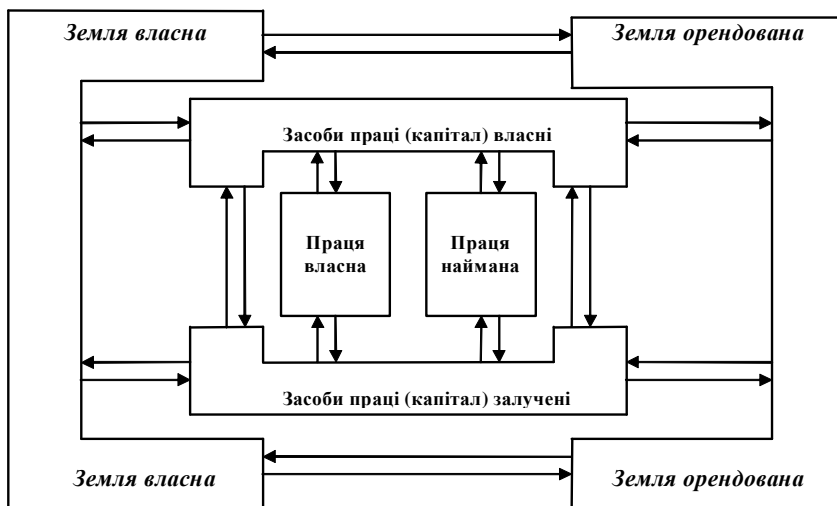 Земля власна
Земля орендована
Засоби праці (капітал) власні
Праця
власна
Праця
наймана
Засоби праці (капітал) залучені
Земля власна
Земля орендована